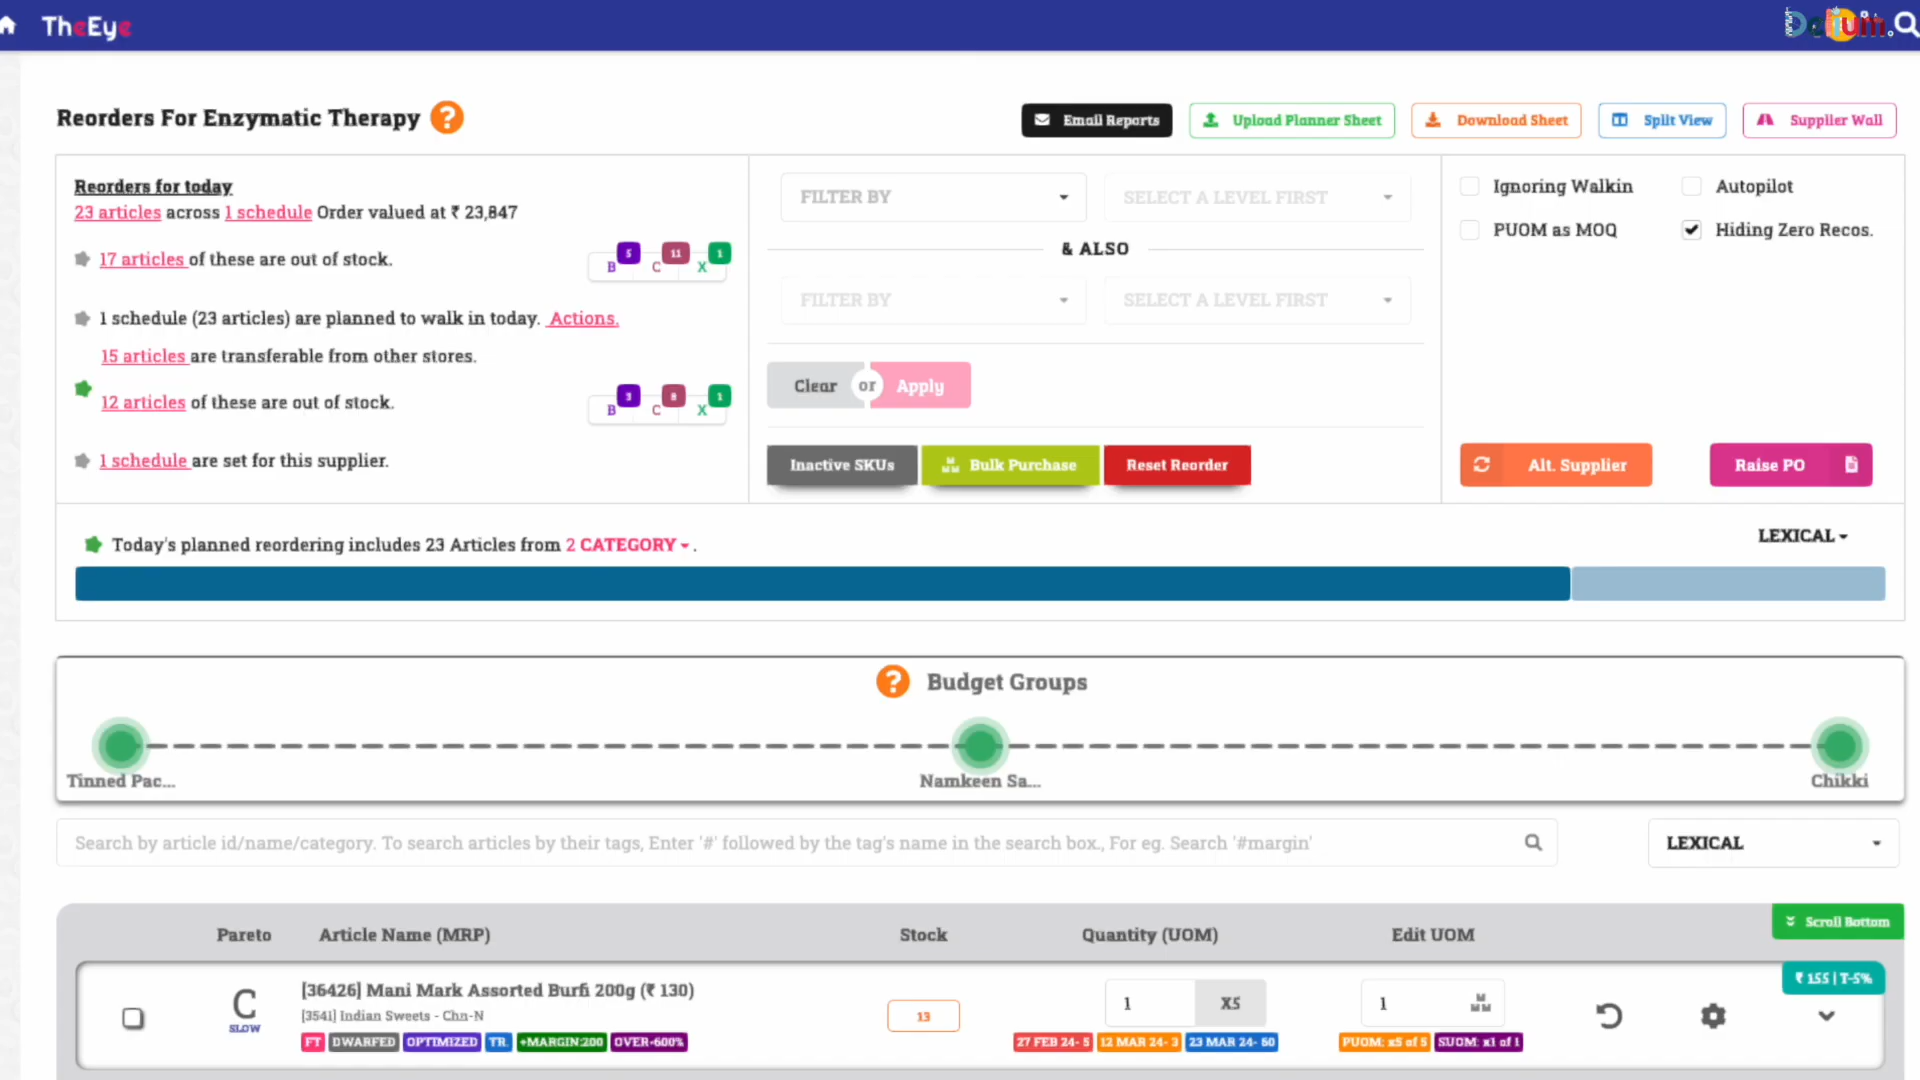 TheEye
Delium.
Reorders For Enzymatic Therapy ?
Email Reports
Upload Planner Sheet
Download Sheet
Split View
Supplier Wall
Reorders for today
23 articles across 1 schedule Order valued at ₹ 23,847
17 articles of these are out of stock.
B 5 C 11 X 1
1 schedule (23 articles) are planned to walk in today. Actions.
15 articles are transferable from other stores.
12 articles of these are out of stock.
B 3 C 8 X 1
1 schedule are set for this supplier.
FILTER BY
SELECT A LEVEL FIRST
& ALSO
FILTER BY
SELECT A LEVEL FIRST
Clear or Apply
Inactive SKUs
Bulk Purchase
Reset Reorder
Ignoring Walkin
Autopilot
PUOM as MOQ
Hiding Zero Recos.
Alt. Supplier
Raise PO
Today's planned reordering includes 23 Articles from 2 CATEGORY .
LEXICAL
? Budget Groups
Tinned Pac...
Namkeen Sa...
Chikki
Search by article id/name/category. To search articles by their tags, Enter '#' followed by the tag's name in the search box., For eg. Search '#margin'
LEXICAL
Scroll Bottom
Pareto
Article Name (MRP)
Stock
Quantity (UOM)
Edit UOM
₹ 155 | T-5%
C
SLOW
[36426] Mani Mark Assorted Burfi 200g (₹ 130)
[3541] Indian Sweets - Chn-N
FT DWARFED OPTIMIZED TR. +MARGIN:200 OVER-600%
13
1 X5
27 FEB 24- 5 12 MAR 24- 3 23 MAR 24- 60
1
PUOM: x5 of 5 SUOM: x1 of 1